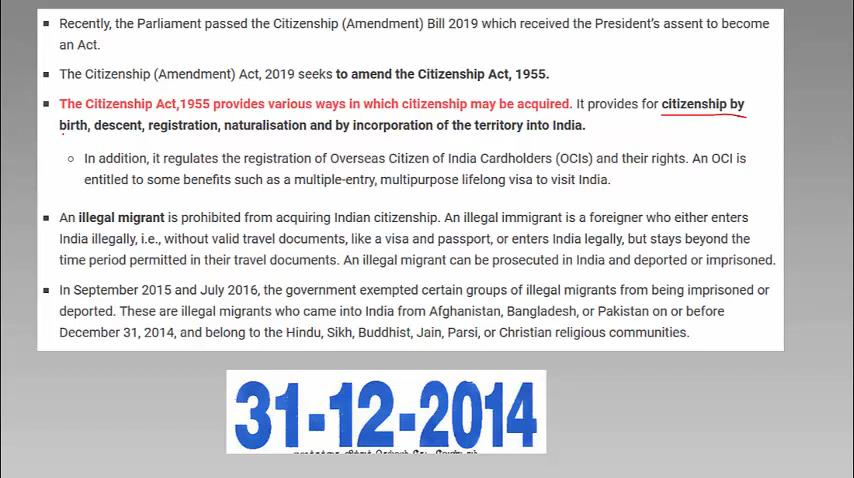 Recently, the Parliament passed the Citizenship (Amendment) Bill 2019 which received the President's assent to become
an Act.
The Citizenship (Amendment) Act, 2019 seeks to amend the Citizenship Act, 1955.
The Citizenship Act,1955 provides various ways in which citizenship may be acquired. It provides for citizenship by
birth, descent, registration, naturalisation and by incorporation of the territory into India.
In addition, it regulates the registration of Overseas Citizen of India Cardholders (OCIs) and their rights. An OCI is
entitled to some benefits such as a multiple-entry, multipurpose lifelong visa to visit India.
An illegal migrant is prohibited from acquiring Indian citizenship. An illegal immigrant is a foreigner who either enters
India illegally, i.e., without valid travel documents, like a visa and passport, or enters India legally, but stays beyond the
time period permitted in their travel documents. An illegal migrant can be prosecuted in India and deported or imprisoned.
In September 2015 and July 2016, the government exempted certain groups of illegal migrants from being imprisoned or
deported. These are illegal migrants who came into India from Afghanistan, Bangladesh, or Pakistan on or before
December 31, 2014, and belong to the Hindu, Sikh, Buddhist, Jain, Parsi, or Christian religious communities.
31-12-2014